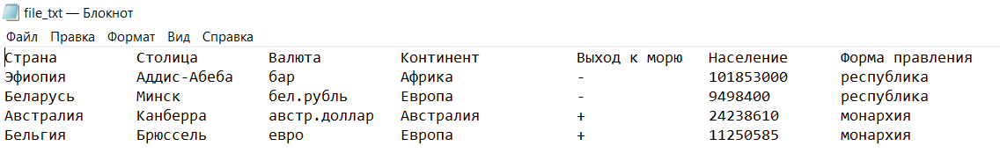 file_txt — Блокнот
Файл Правка Формат Вид Справка
Страна Столица Валюта Континент Выход к морю Население Форма правления
Эфиопия Аддис-Абеба бар Африка - 101853000 республика
Беларусь Минск бел.рубль Европа - 9498400 республика
Австралия Канберра австр.доллар Австралия + 24238610 монархия
Бельгия Брюссель евро Европа + 11250585 монархия